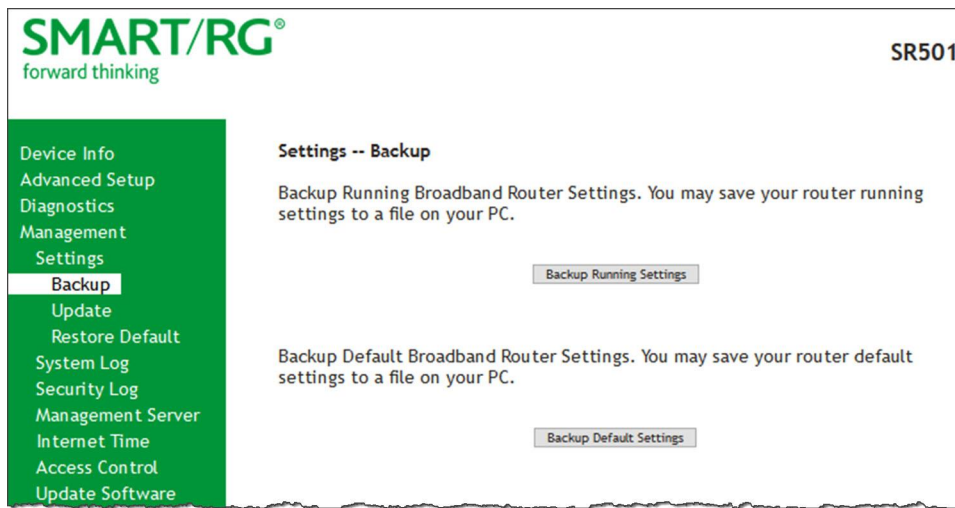 SMART/RG®
forward thinking
SR501
Device Info
Advanced Setup
Diagnostics
Management
Settings
Backup
Update
Restore Default
System Log
Security Log
Management Server
Internet Time
Access Control
Update Software
Settings -- Backup
Backup Running Broadband Router Settings. You may save your router running
settings to a file on your PC.
Backup Running Settings
Backup Default Broadband Router Settings. You may save your router default
settings to a file on your PC.
Backup Default Settings